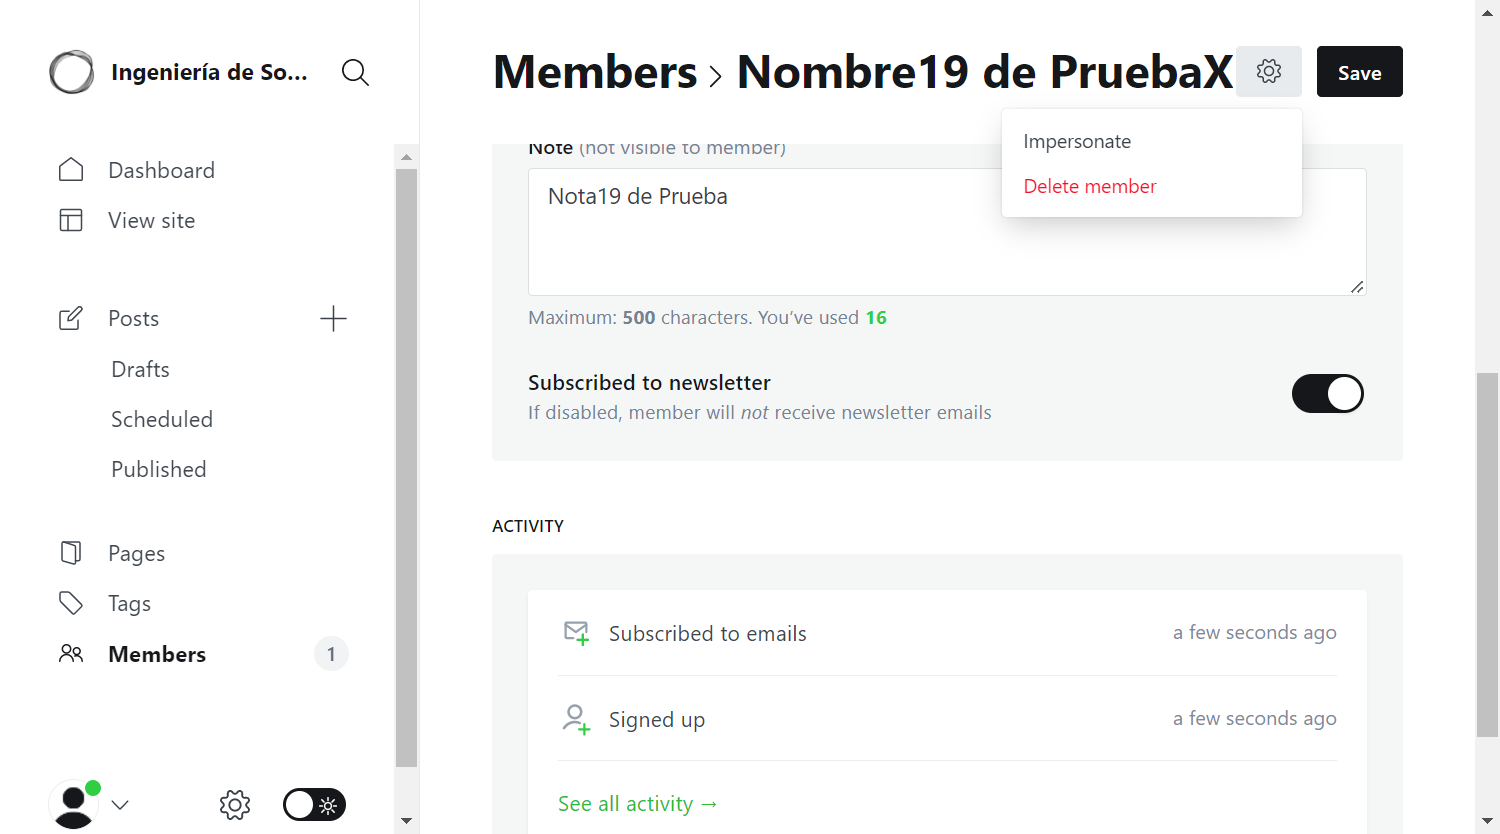 Ingeniería de So...
Dashboard
View site
Posts
Drafts
Scheduled
Published
Pages
Tags
Members
1
Members > Nombre19 de PruebaX
Save
Impersonate
Delete member
Note (not visible to member)
Nota19 de Prueba
Maximum: 500 characters. You’ve used 16
Subscribed to newsletter
If disabled, member will not receive newsletter emails
ACTIVITY
Subscribed to emails
a few seconds ago
Signed up
a few seconds ago
See all activity →